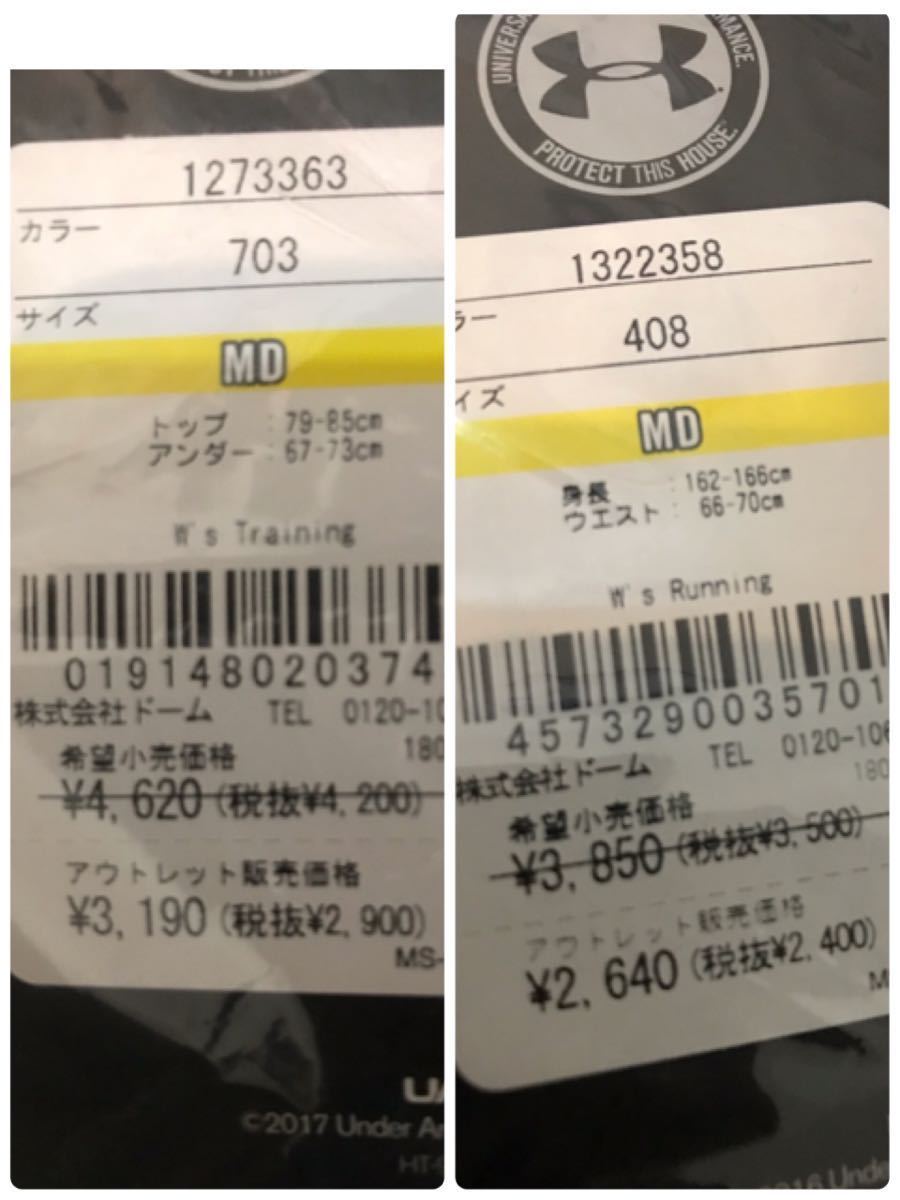 1273363
カラー
703
サイズ
MD
トップ : 79-85cm
アンダー : 67-73cm
W's Training
019148020374
株式会社ドーム TEL 0120-10
180
希望小売価格
¥4,620(税抜¥4,200)
アウトレット販売価格
¥3,190(税抜¥2,900)
MS-
UA
©2017 Under Ar
HT-
UNIVERSA
MANCE.
PROTECT THIS HOUSE.
1322358
ラー
408
イズ
MD
身長 : 162-166cm
ウエスト : 66-70cm
W's Running
4573290035701
株式会社ドーム TEL 0120-106
180
希望小売価格
¥3,850(税抜¥3,500)
アウトレット販売価格
¥2,640(税抜¥2,400)
M
2016 Unde